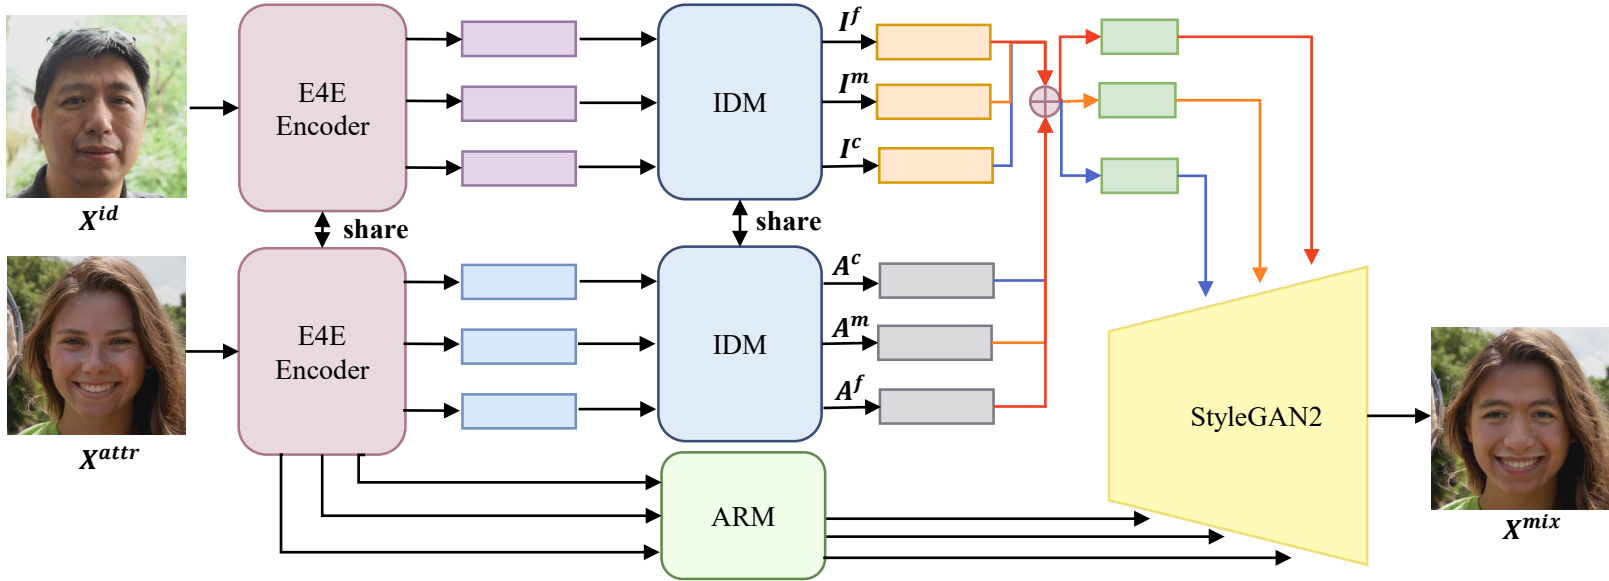 E4E
Encoder
IDM
I^f
I^m
I^c
X^id
share
share
E4E
Encoder
IDM
A^c
A^m
A^f
X^attr
ARM
StyleGAN2
X^mix